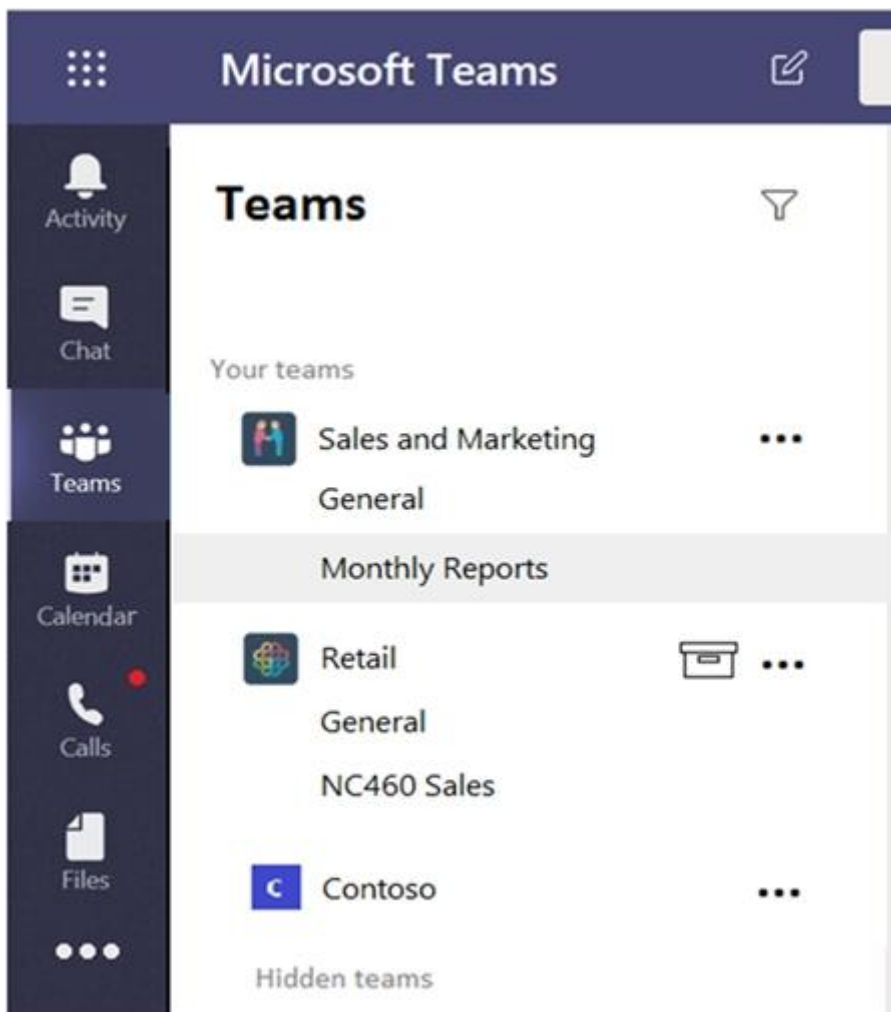 Microsoft Teams
Activity
Chat
Teams
Calendar
Calls
Files
Teams
Your teams
Sales and Marketing
General
Monthly Reports
Retail
General
NC460 Sales
C Contoso
Hidden teams